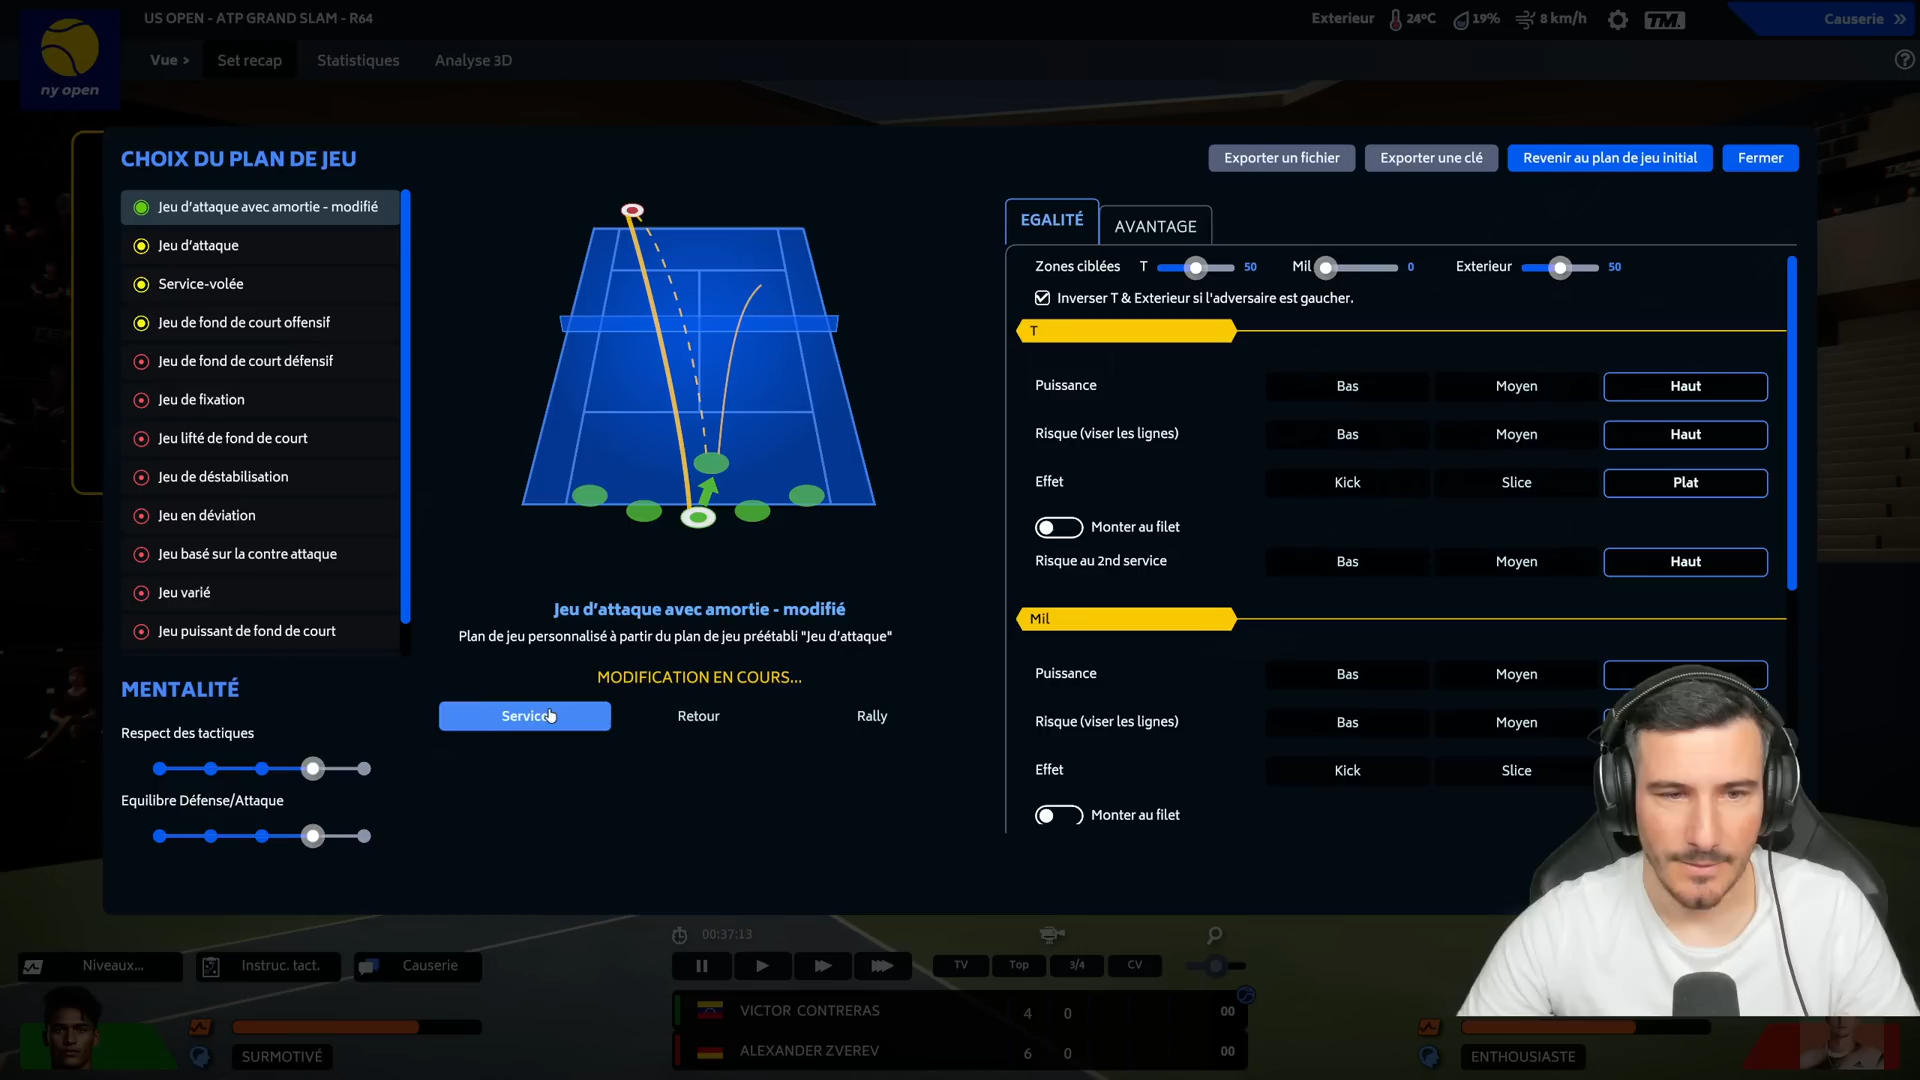 US OPEN - ATP GRAND SLAM - R64
Exterieur 24°C 19% 8 km/h TM. Causerie
ny open
Vue > Set recap Statistiques Analyse 3D
CHOIX DU PLAN DE JEU
Exporter un fichier Exporter une clé Revenir au plan de jeu initial Fermer
Jeu d'attaque avec amortie - modifié
Jeu d'attaque
Service-volée
Jeu de fond de court offensif
Jeu de fond de court défensif
Jeu de fixation
Jeu lifté de fond de court
Jeu de déstabilisation
Jeu en déviation
Jeu basé sur la contre attaque
Jeu varié
Jeu puissant de fond de court
MENTALITÉ
Respect des tactiques
Equilibre Défense/Attaque
Jeu d'attaque avec amortie - modifié
Plan de jeu personnalisé à partir du plan de jeu préétabli "Jeu d'attaque"
MODIFICATION EN COURS...
Service Retour Rally
EGALITÉ AVANTAGE
Zones ciblées T 50 Mil 0 Exterieur 50
Inverser T & Exterieur si l'adversaire est gaucher.
T
Puissance Bas Moyen Haut
Risque (viser les lignes) Bas Moyen Haut
Effet Kick Slice Plat
Monter au filet
Risque au 2nd service Bas Moyen Haut
Mil
Puissance Bas Moyen
Risque (viser les lignes) Bas Moyen
Effet Kick Slice
Monter au filet
00:37:13
Niveaux... Instruc. tact. Causerie
TV Top 3/4 CV
VICTOR CONTRERAS 4 0 00
ALEXANDER ZVEREV 6 0 00
SURMOTIVÉ
ENTHOUSIASTE